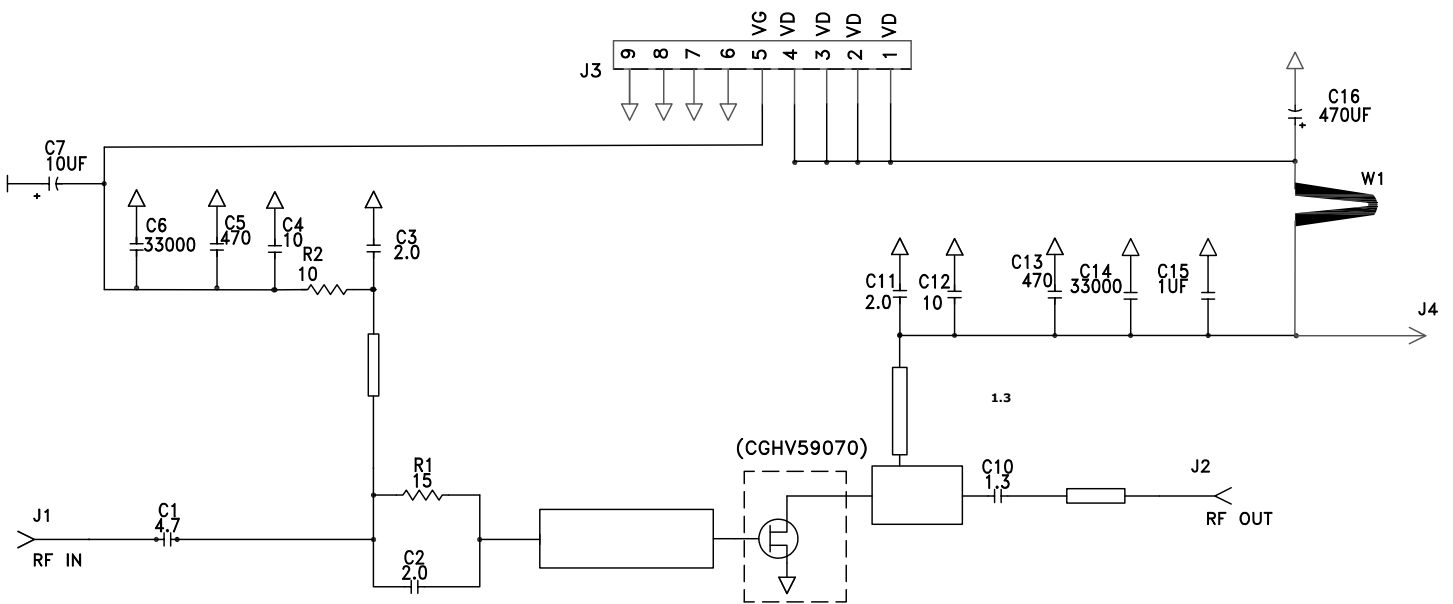 VG VD VD VD VD
9 8 7 6 5 4 3 2 1
J3
C16
470UF
C7
10UF
W1
C6
33000
C5
470
C4
10
R2
10
C3
2.0
C11
2.0
C12
10
C13
470
C14
33000
C15
1UF
J4
1.3
(CGHV59070)
R1
15
C10
1.3
J2
RF OUT
J1
RF IN
C1
4.7
C2
2.0
+
+